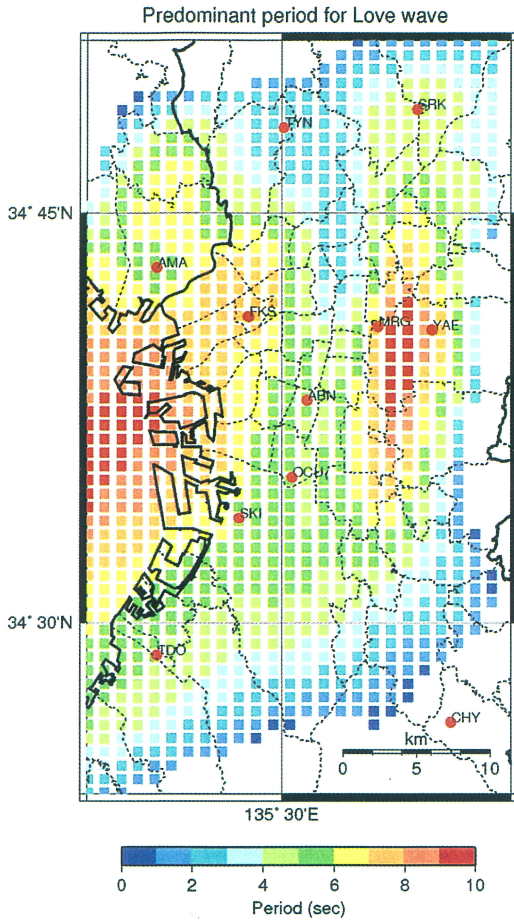 Predominant period for Love wave
SRK
TYN
34° 45'N
AMA
FKS
MRG
YAE
ABN
OCU
SKI
34° 30'N
TDO
CHY
km
0 5 10
135° 30'E
0 2 4 6 8 10
Period (sec)